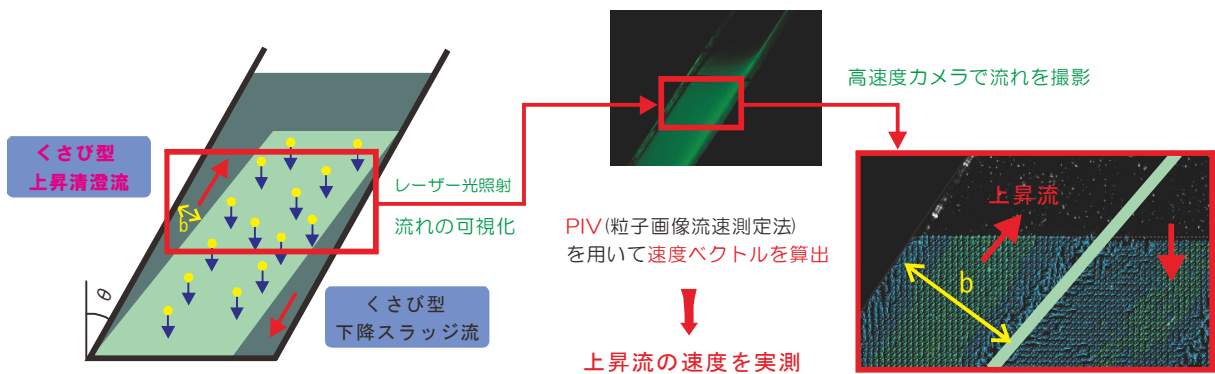 くさび型
上昇清澄流
b
θ
くさび型
下降スラッジ流
レーザー光照射
流れの可視化
PIV(粒子画像流速測定法)
を用いて速度ベクトルを算出
上昇流の速度を実測
高速度カメラで流れを撮影
上昇流
b